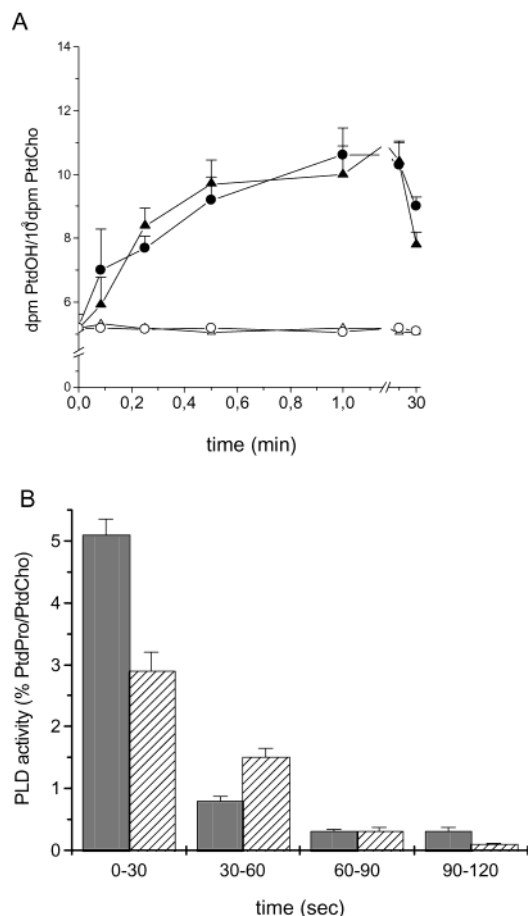 A
dpm PtdOH/10³dpm PtdCho
14
12
10
8
6
0
0,0 0,2 0,4 0,6 0,8 1,0 30
time (min)
B
PLD activity (% PtdPro/PtdCho)
5
4
3
2
1
0
0-30 30-60 60-90 90-120
time (sec)